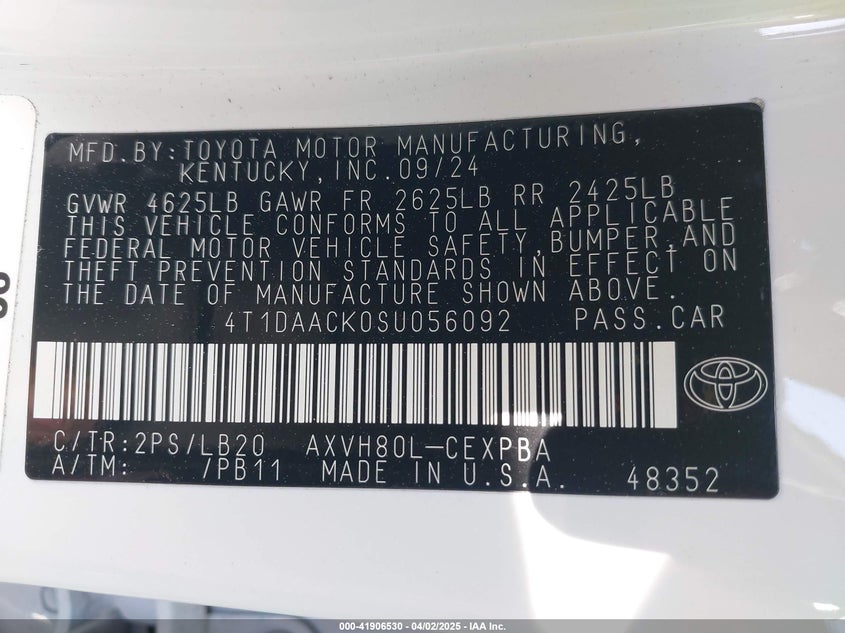 MFD.BY:TOYOTA MOTOR MANUFACTURING,
KENTUCKY, INC.09/24
GVWR 4625LB GAWR FR 2625LB RR 2425LB
THIS VEHICLE CONFORMS TO ALL APPLICABLE
FEDERAL MOTOR VEHICLE SAFETY, BUMPER, AND
THEFT PREVENTION STANDARDS IN EFFECT ON
THE DATE OF MANUFACTURE SHOWN ABOVE.
4T1DAACK0SU056092 PASS.CAR
C/TR:2PS/LB20 AXVH80L-CEXPBA
A/TM: /PB11 MADE IN U.S.A. 48352
000-41906530 - 04/02/2025 - IAA Inc.